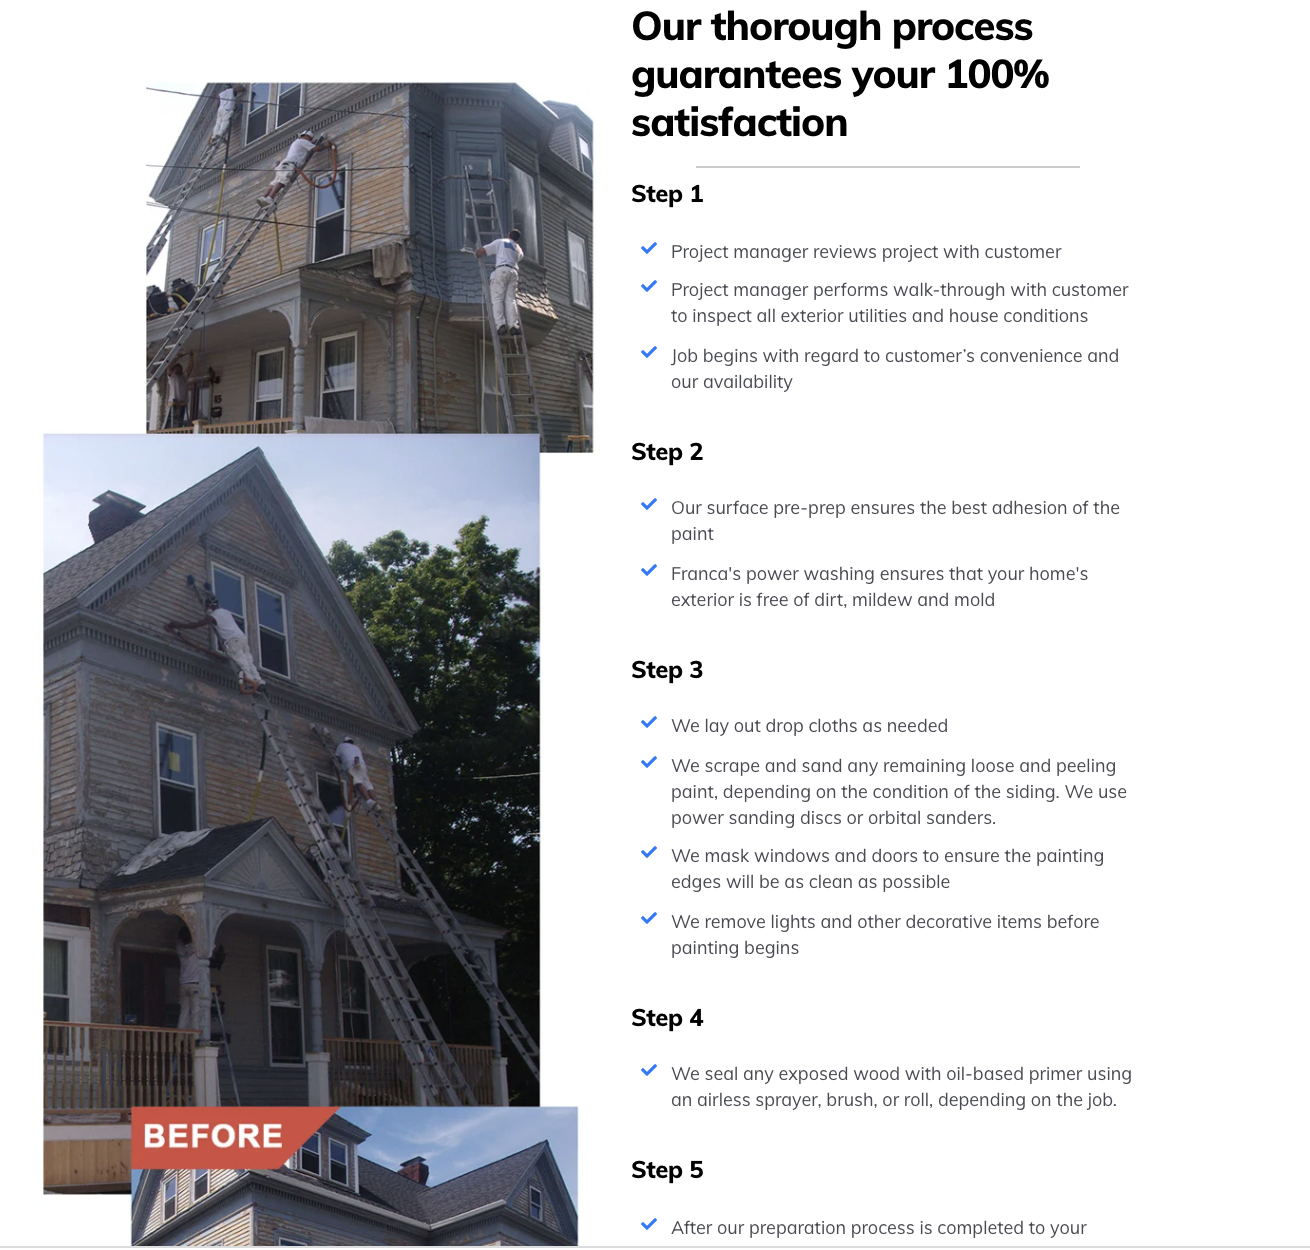 Our thorough process
guarantees your 100%
satisfaction
Step 1
Project manager reviews project with customer
Project manager performs walk-through with customer
to inspect all exterior utilities and house conditions
Job begins with regard to customer’s convenience and
our availability
Step 2
Our surface pre-prep ensures the best adhesion of the
paint
Franca's power washing ensures that your home's
exterior is free of dirt, mildew and mold
Step 3
We lay out drop cloths as needed
We scrape and sand any remaining loose and peeling
paint, depending on the condition of the siding. We use
power sanding discs or orbital sanders.
We mask windows and doors to ensure the painting
edges will be as clean as possible
We remove lights and other decorative items before
painting begins
Step 4
We seal any exposed wood with oil-based primer using
an airless sprayer, brush, or roll, depending on the job.
BEFORE
Step 5
After our preparation process is completed to your